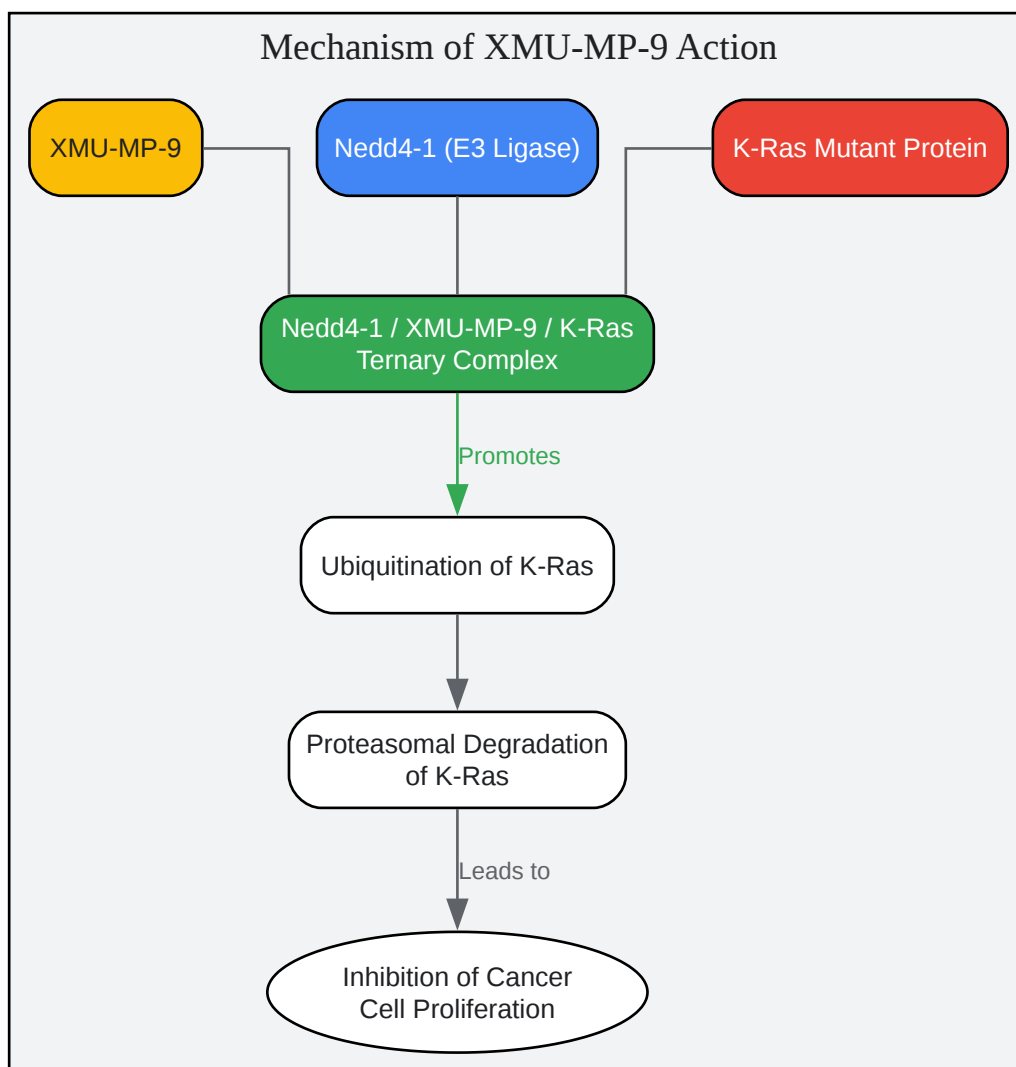 Mechanism of XMU-MP-9 Action
XMU-MP-9
Nedd4-1 (E3 Ligase)
K-Ras Mutant Protein
Nedd4-1 / XMU-MP-9 / K-Ras
Ternary Complex
Promotes
Ubiquitination of K-Ras
Proteasomal Degradation
of K-Ras
Leads to
Inhibition of Cancer
Cell Proliferation